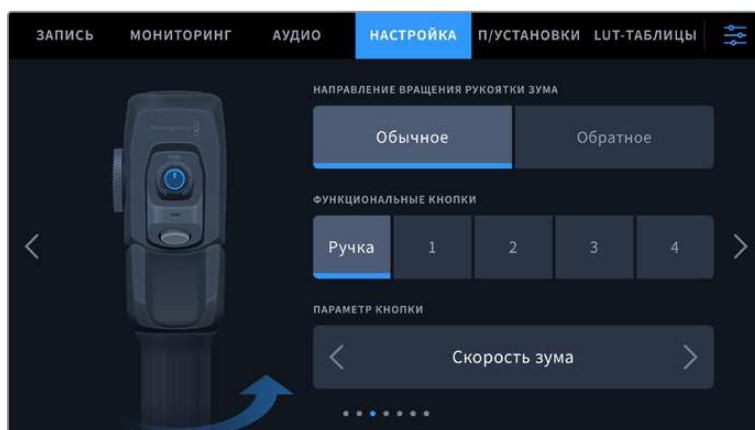 ЗАПИСЬ МОНИТОРИНГ АУДИО НАСТРОЙКА П/УСТАНОВКИ LUT-ТАБЛИЦЫ
НАПРАВЛЕНИЕ ВРАЩЕНИЯ РУКОЯТКИ ЗУМА
Обычное Обратное
ФУНКЦИОНАЛЬНЫЕ КНОПКИ
Ручка 1 2 3 4
ПАРАМЕТР КНОПКИ
Скорость зума